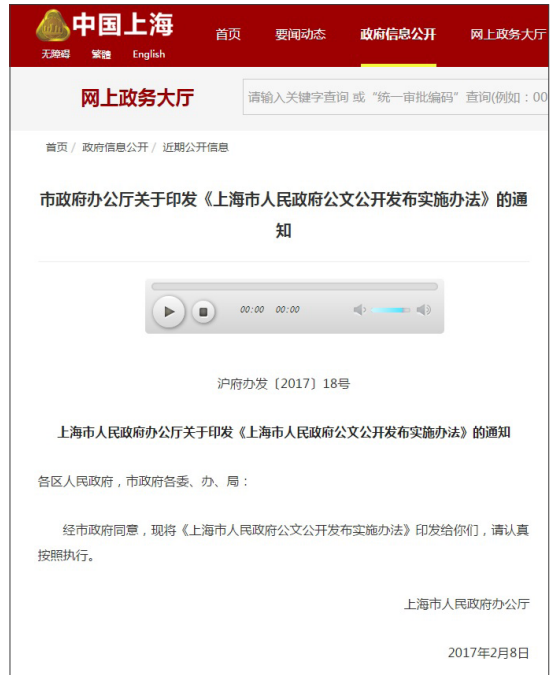 中国上海
首页 要闻动态 政府信息公开 网上政务大厅
无障碍 繁體 English
网上政务大厅
请输入关键字查询 或 “统一审批编码” 查询(例如：00
首页 / 政府信息公开 / 近期公开信息
市政府办公厅关于印发《上海市人民政府公文公开发布实施办法》的通
知
00:00 00:00
沪府办发〔2017〕18号
上海市人民政府办公厅关于印发《上海市人民政府公文公开发布实施办法》的通知
各区人民政府，市政府各委、办、局：
经市政府同意，现将《上海市人民政府公文公开发布实施办法》印发给你们，请认真
按照执行。
上海市人民政府办公厅
2017年2月8日